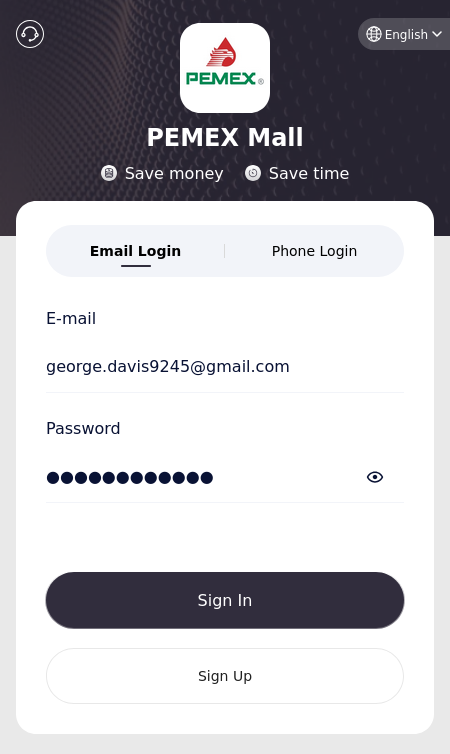 English
PEMEX®
PEMEX Mall
Save money Save time
Email Login Phone Login
E-mail
george.davis9245@gmail.com
Password
●●●●●●●●●●●●
Sign In
Sign Up